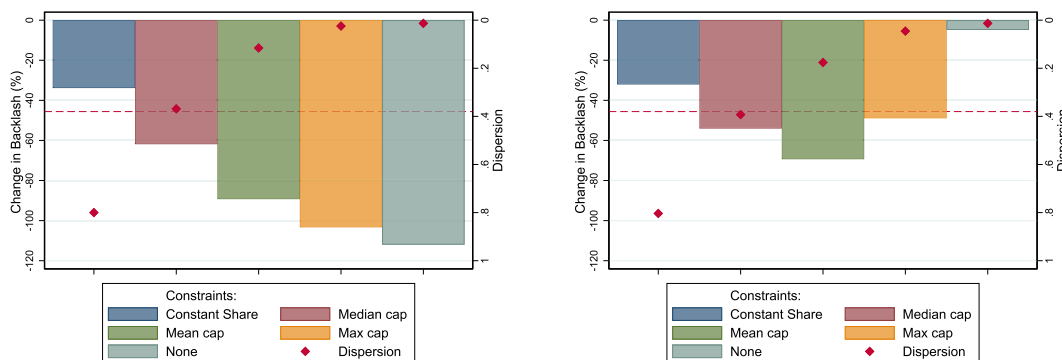 Change in Backlash (%)
0
-20
-40
-60
-80
-100
-120
0
.2
.4
.6
.8
1
Dispersion
Constraints:
Constant Share
Median cap
Mean cap
Max cap
None
Dispersion
Change in Backlash (%)
0
-20
-40
-60
-80
-100
-120
0
.2
.4
.6
.8
1
Dispersion
Constraints:
Constant Share
Median cap
Mean cap
Max cap
None
Dispersion